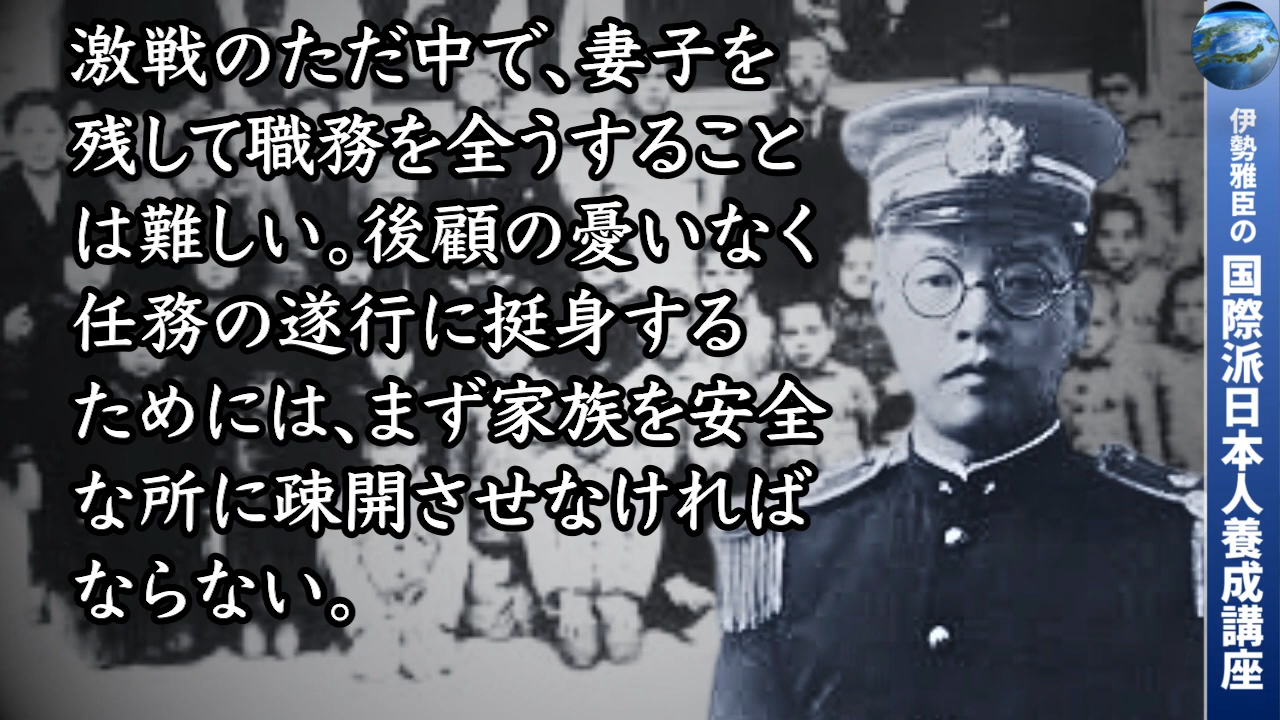 激戦のただ中で、妻子を
残して職務を全うすること
は難しい。後顧の憂いなく
任務の遂行に挺身する
ためには、まず家族を安全
な所に疎開させなければ
ならない。
伊勢雅臣の 国際派日本人養成講座